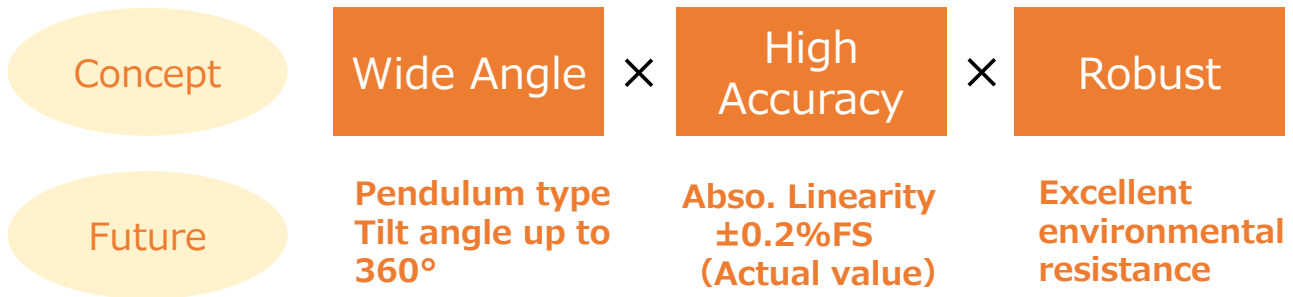 Concept
Wide Angle
×
High
Accuracy
×
Robust
Future
Pendulum type
Tilt angle up to
360°
Abso. Linearity
±0.2%FS
（Actual value）
Excellent
environmental
resistance